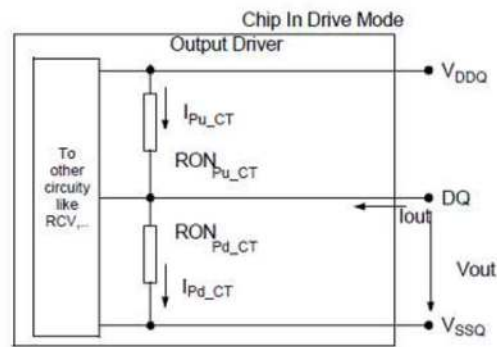 Chip In Drive Mode
Output Driver
VDDQ
IPu_CT
To
other
circuity
like
RCV,...
RONPu_CT
DQ
Iout
RONPd_CT
Vout
IPd_CT
VSSQ